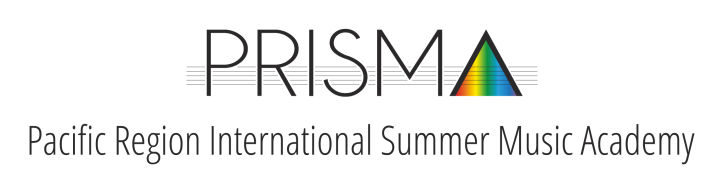 PRISMA
Pacific Region International Summer Music Academy